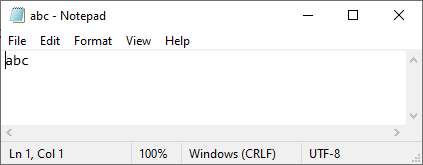 abc - Notepad
File Edit Format View Help
abc
Ln 1, Col 1 100% Windows (CRLF) UTF-8